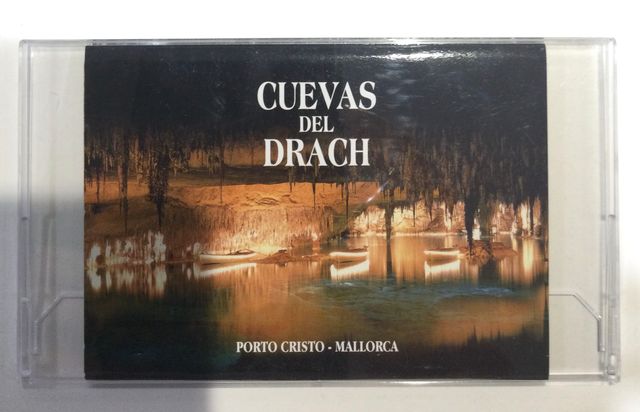 CUEVAS
DEL
DRACH
PORTO CRISTO - MALLORCA